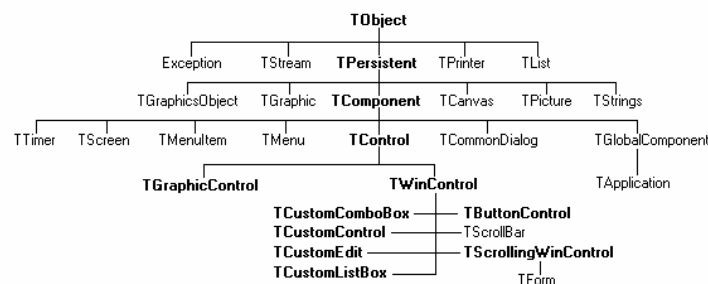 TObject
Exception TStream TPersistent TPrinter TList
TGraphicsObject TGraphic TComponent TCanvas TPicture TStrings
TTimer TScreen TMenuItem TMenu TControl TCommonDialog TGlobalComponent
TGraphicControl TWinControl TApplication
TCustomComboBox TButtonControl
TCustomControl TScrollBar
TCustomEdit TScrollingWinControl
TCustomListBox
TForm